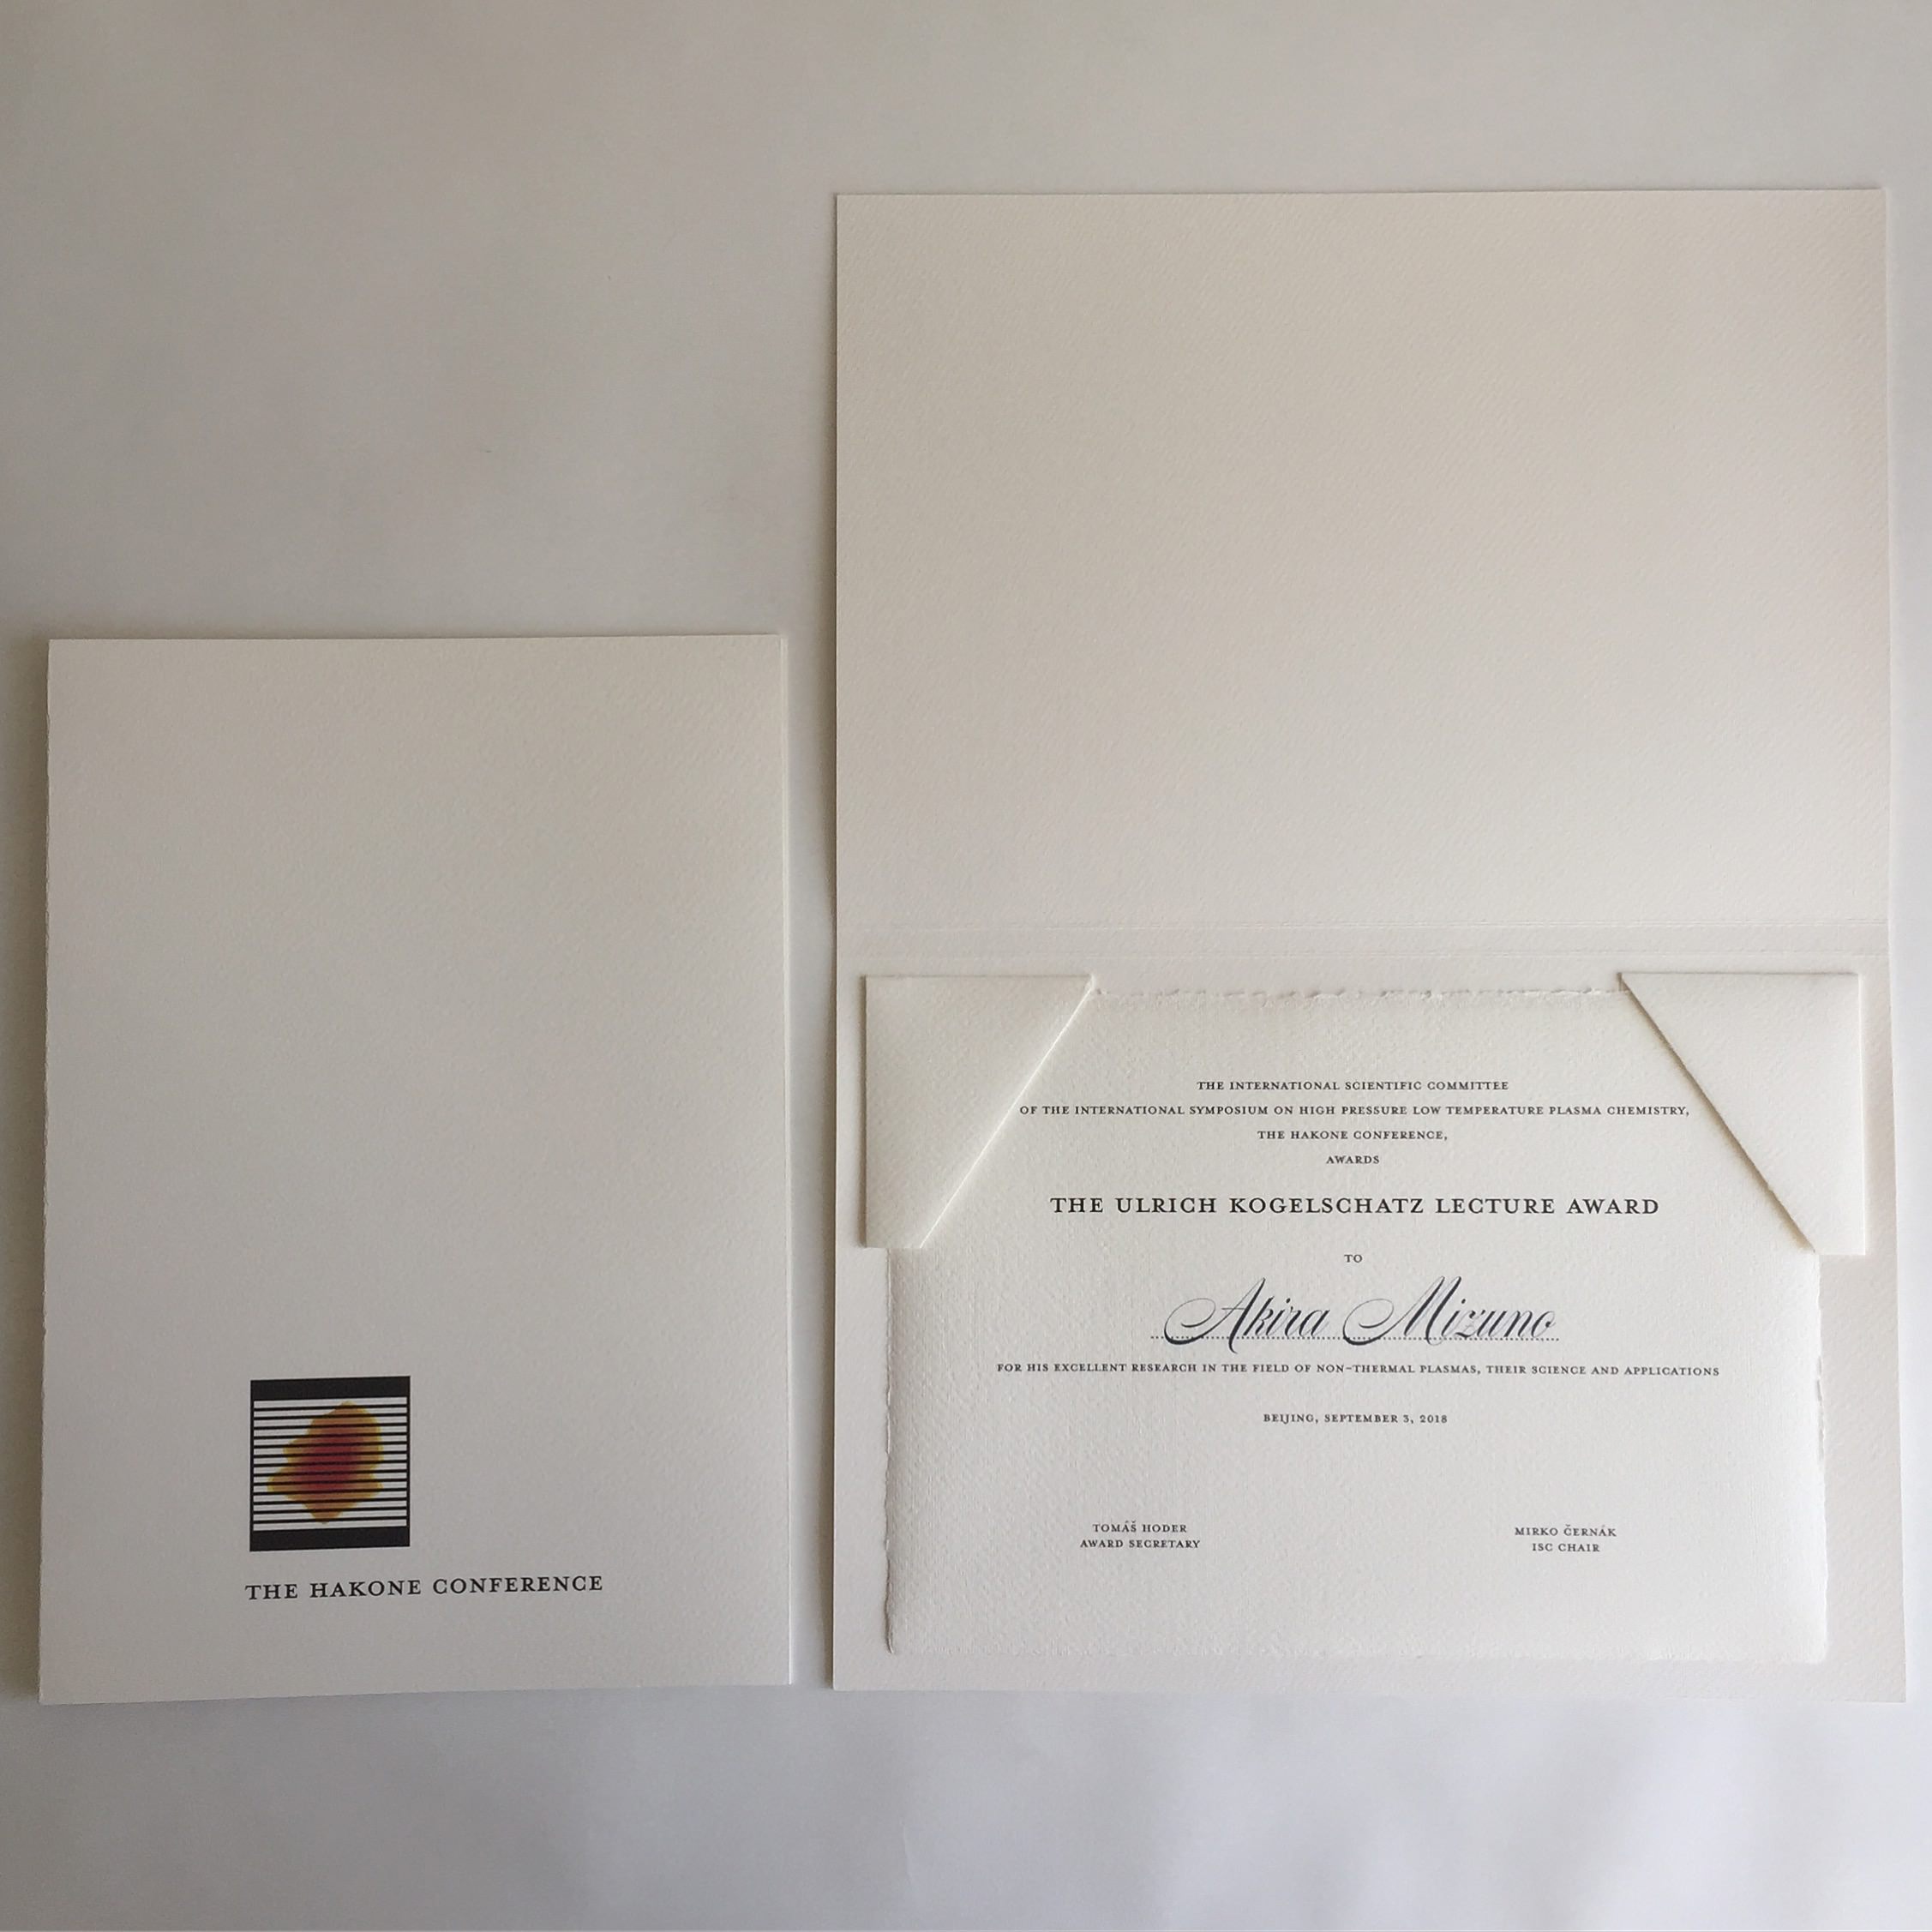 THE HAKONE CONFERENCE
THE INTERNATIONAL SCIENTIFIC COMMITTEE
OF THE INTERNATIONAL SYMPOSIUM ON HIGH PRESSURE LOW TEMPERATURE PLASMA CHEMISTRY,
THE HAKONE CONFERENCE,
AWARDS
THE ULRICH KOGELSCHATZ LECTURE AWARD
TO
Akira Mizuno
FOR HIS EXCELLENT RESEARCH IN THE FIELD OF NON-THERMAL PLASMAS, THEIR SCIENCE AND APPLICATIONS
BEIJING, SEPTEMBER 3, 2018
TOMÁŠ HODER
AWARD SECRETARY
MIRKO ČERNÁK
ISC CHAIR